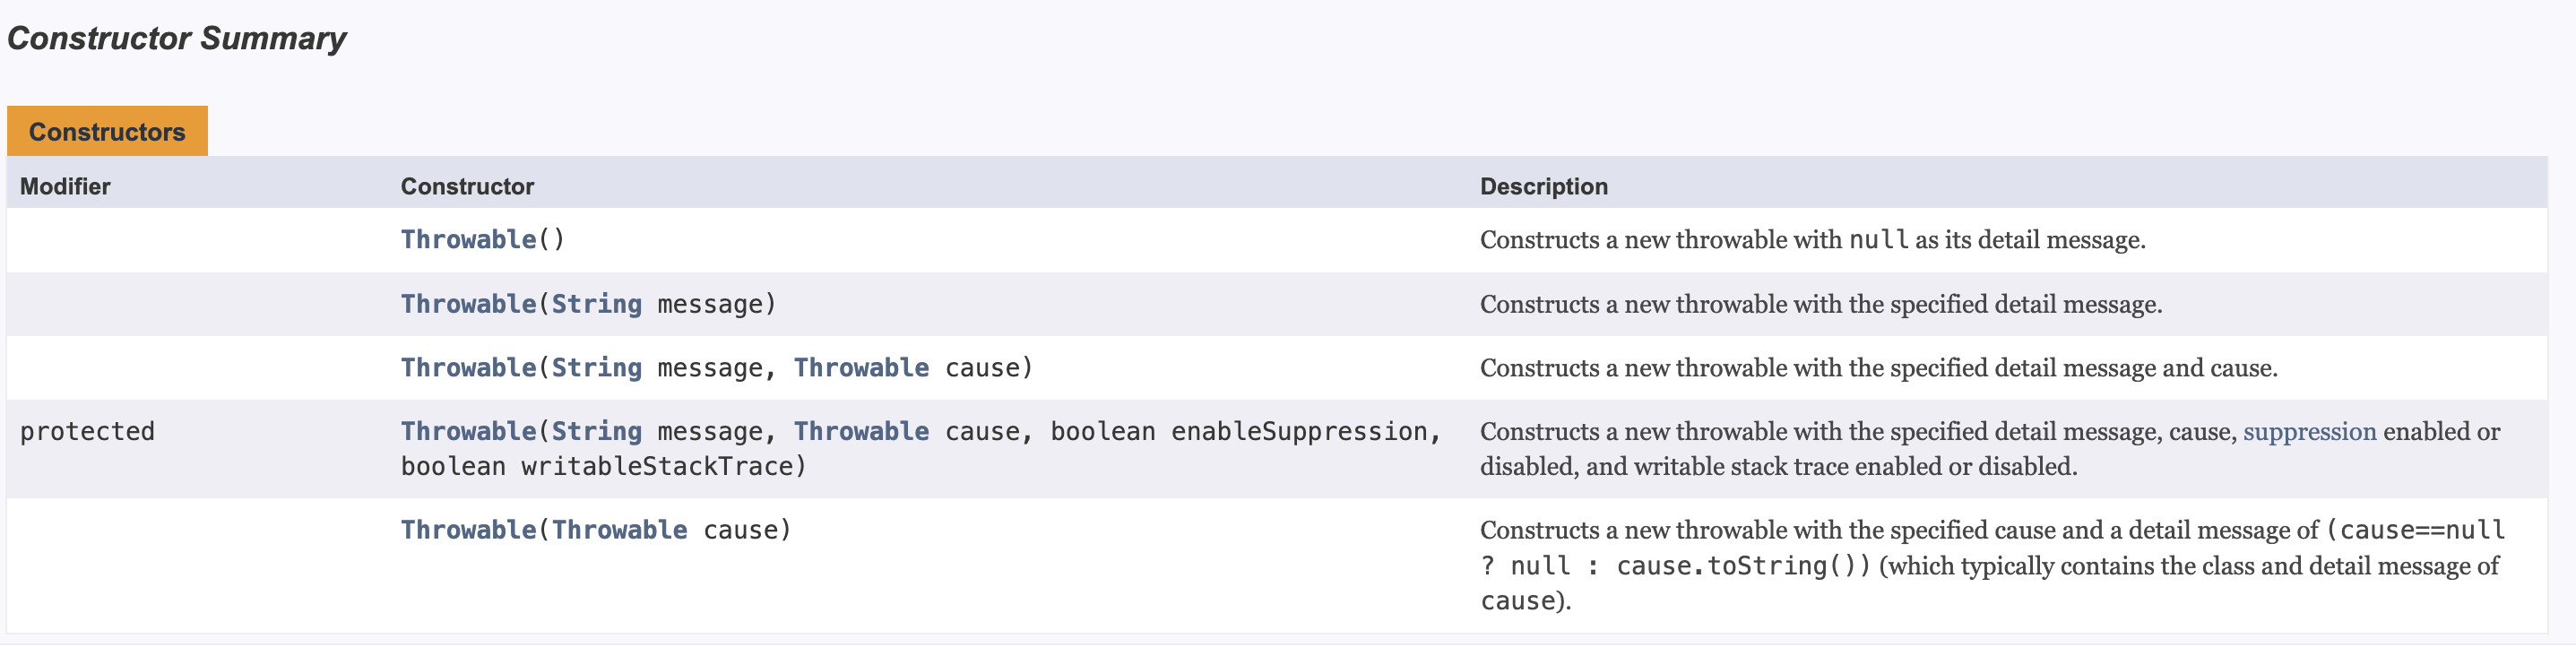 Constructor Summary
Constructors
Modifier Constructor Description
Throwable() Constructs a new throwable with null as its detail message.
Throwable(String message) Constructs a new throwable with the specified detail message.
Throwable(String message, Throwable cause) Constructs a new throwable with the specified detail message and cause.
protected Throwable(String message, Throwable cause, boolean enableSuppression, Constructs a new throwable with the specified detail message, cause, suppression enabled or
boolean writableStackTrace) disabled, and writable stack trace enabled or disabled.
Throwable(Throwable cause) Constructs a new throwable with the specified cause and a detail message of (cause==null
? null : cause.toString()) (which typically contains the class and detail message of
cause).